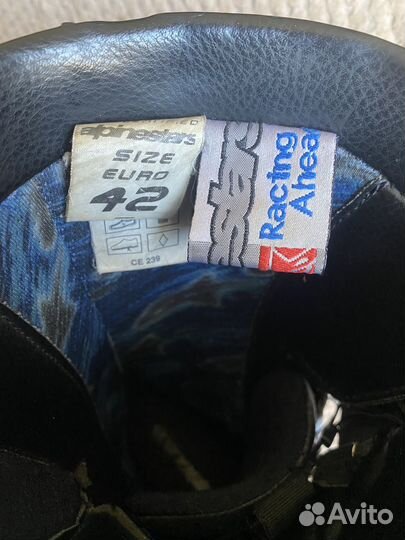 alpinestars
SIZE
EURO
42
CE 239
Racing
Ahea
Avito